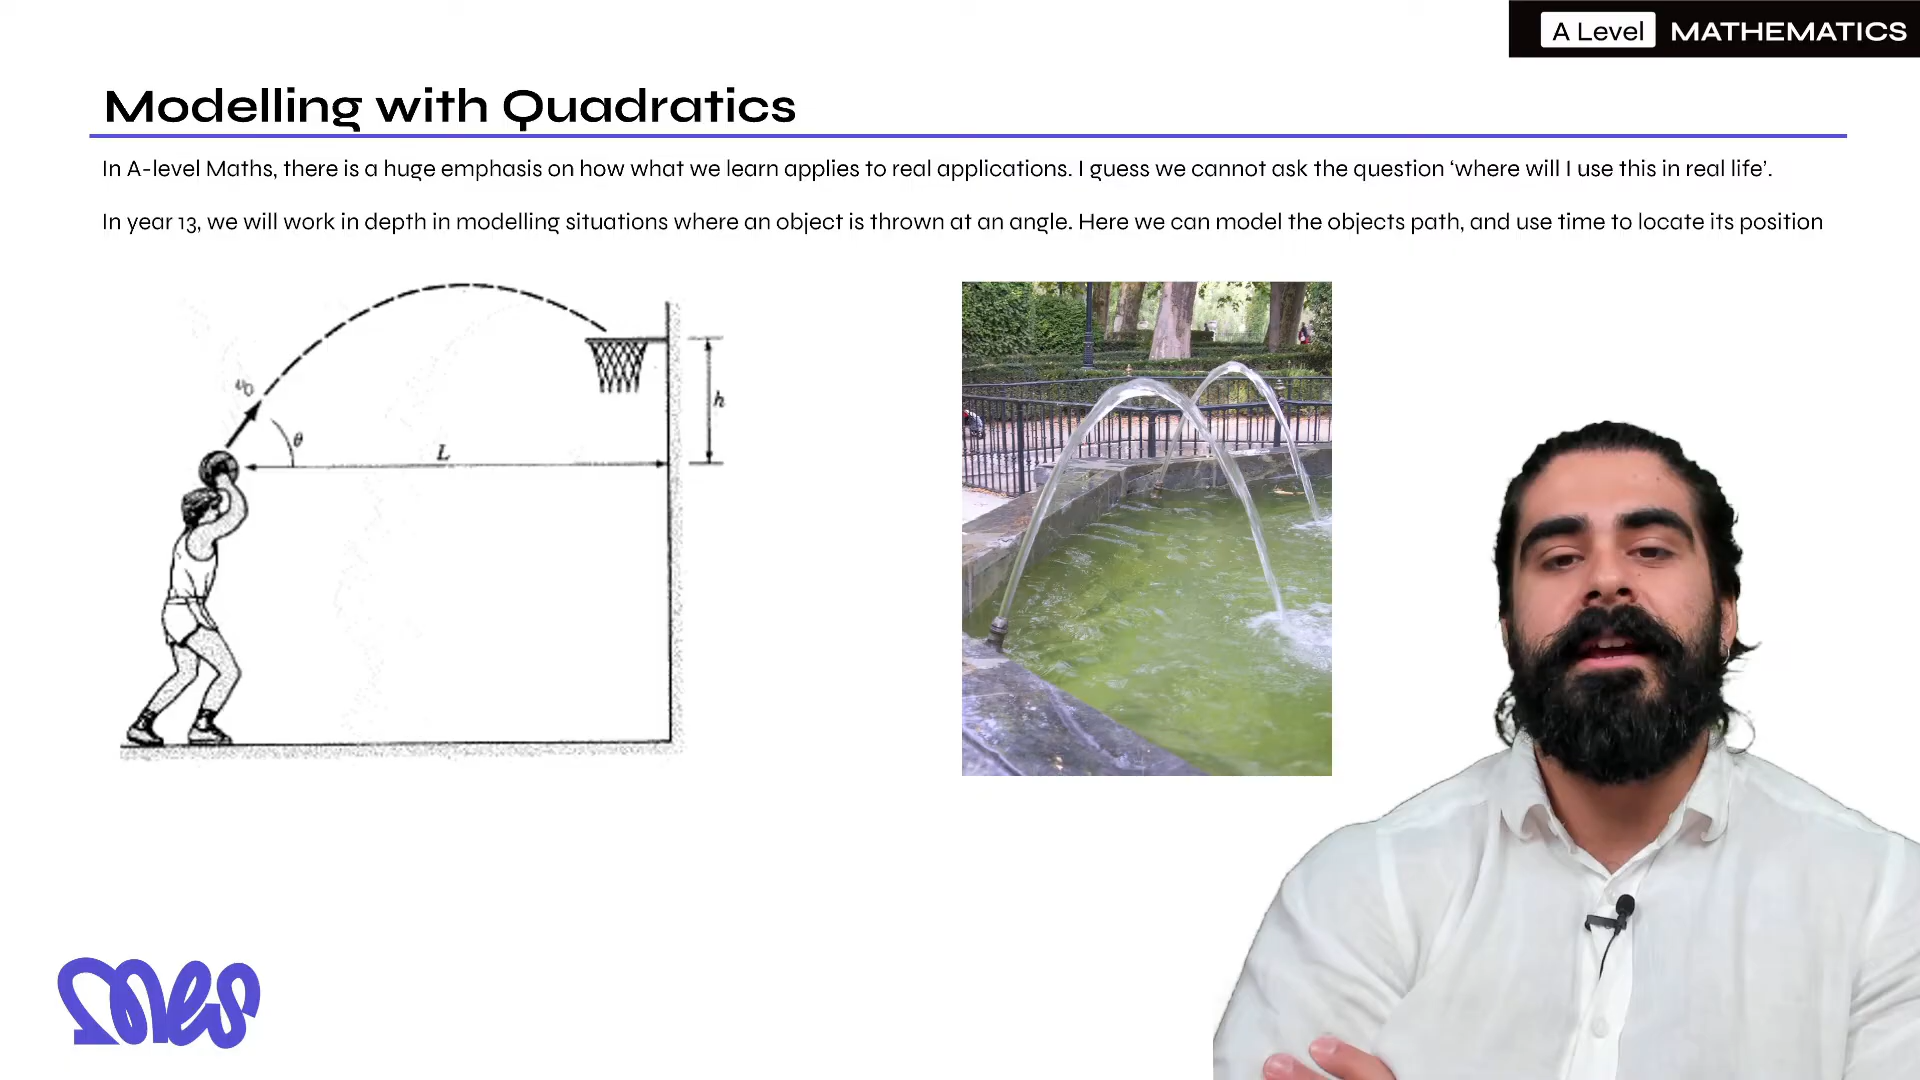 A Level MATHEMATICS
Modelling with Quadratics
In A-level Maths, there is a huge emphasis on how what we learn applies to real applications. I guess we cannot ask the question ‘where will I use this in real life’.
In year 13, we will work in depth in modelling situations where an object is thrown at an angle. Here we can model the objects path, and use time to locate its position
v0
h
θ
L